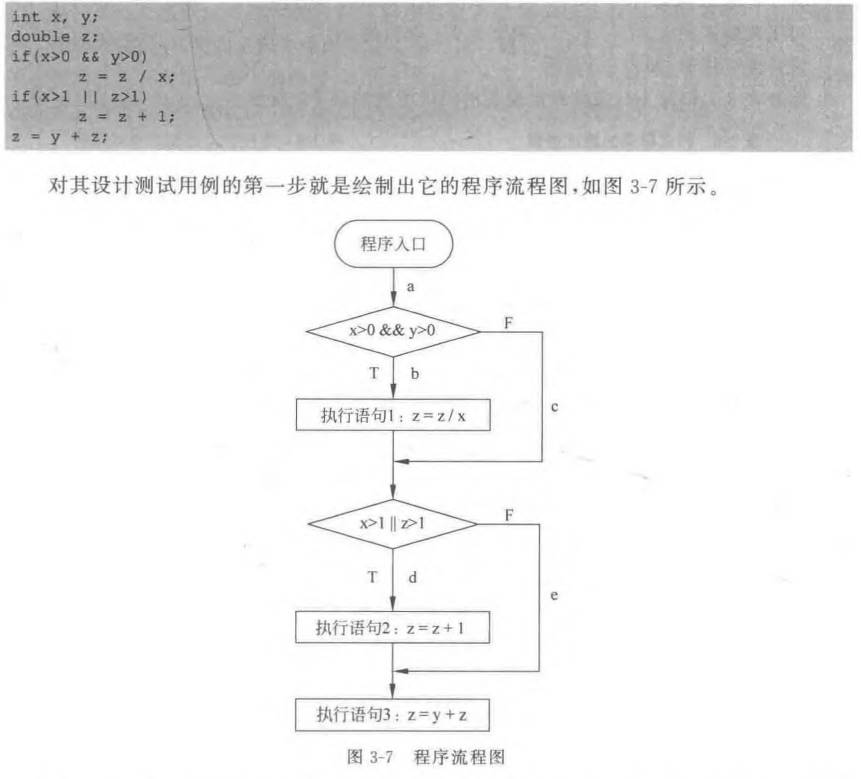 int x, y;
double z;
if(x>0 && y>0)
z = z / x;
if(x>1 || z>1)
z = z + 1;
z = y + z;
对其设计测试用例的第一步就是绘制出它的程序流程图,如图 3-7 所示。
程序入口
a
x>0 && y>0
F
T
b
c
执行语句1：z=z/x
x>1 || z>1
F
T
d
e
执行语句2：z=z+1
执行语句3：z=y+z
图 3-7 程序流程图